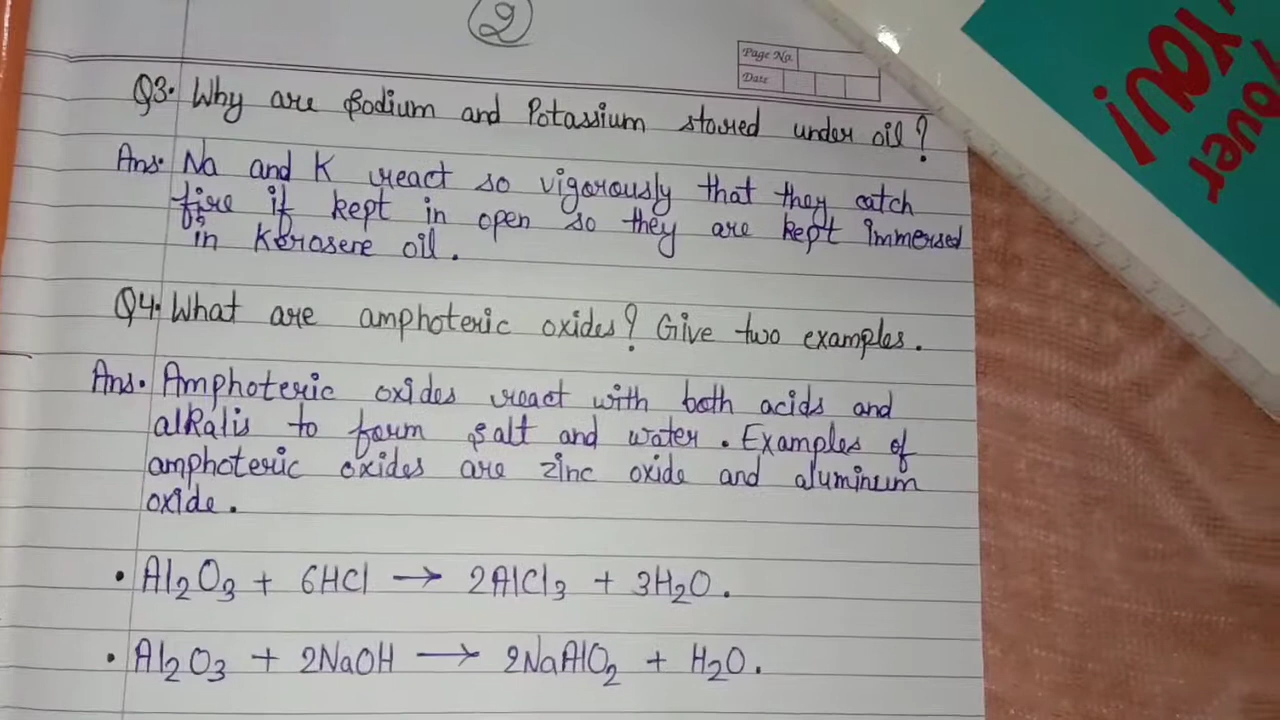 2
Page No.
Date
YOU!
over
Q3. Why are Sodium and Potassium stored under oil?
Ans. Na and K react so vigorously that they catch
fire if kept in open so they are kept immersed
in Kerosene oil.
Q4. What are amphoteric oxides? Give two examples.
Ans. Amphoteric oxides react with both acids and
alkalis to form salt and water. Examples of
amphoteric oxides are zinc oxide and aluminium
oxide.
• Al₂O₃ + 6HCl → 2AlCl₃ + 3H₂O.
• Al₂O₃ + 2NaOH → 2NaAlO₂ + H₂O.